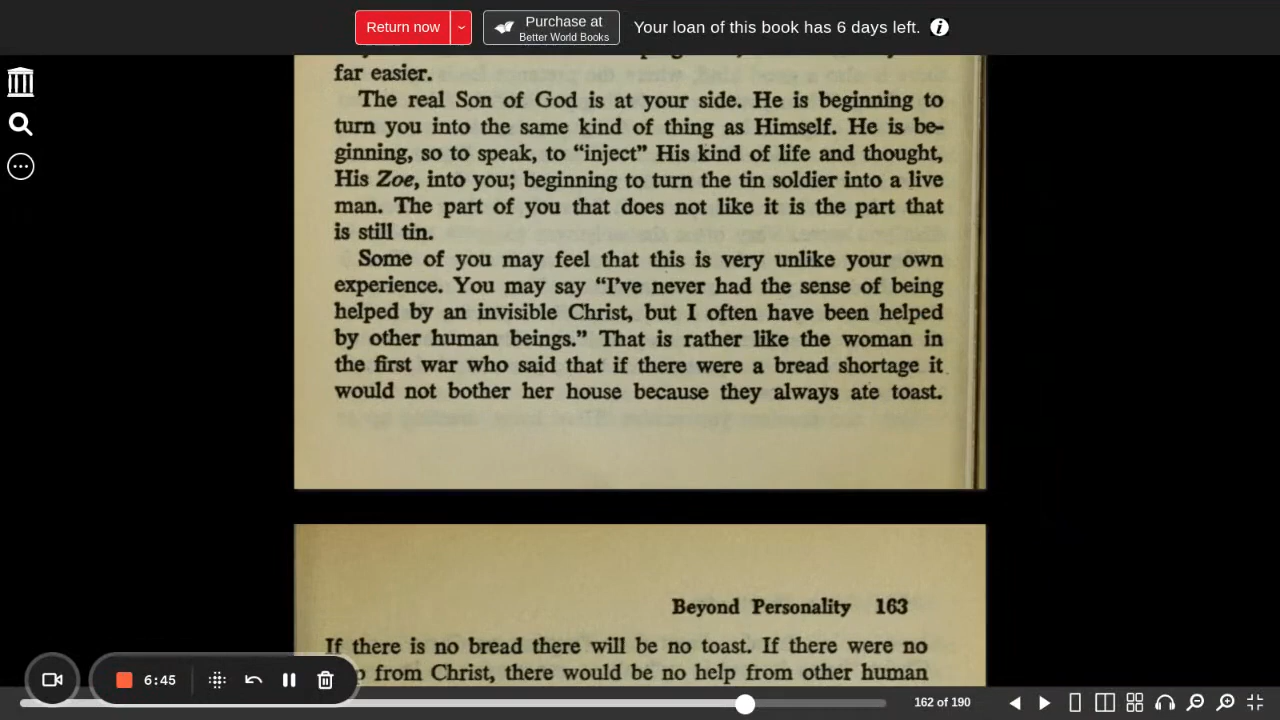 Return now
Purchase at
Better World Books
Your loan of this book has 6 days left.
far easier.
The real Son of God is at your side. He is beginning to
turn you into the same kind of thing as Himself. He is be-
ginning, so to speak, to “inject” His kind of life and thought,
His Zoe, into you; beginning to turn the tin soldier into a live
man. The part of you that does not like it is the part that
is still tin.
Some of you may feel that this is very unlike your own
experience. You may say “I’ve never had the sense of being
helped by an invisible Christ, but I often have been helped
by other human beings.” That is rather like the woman in
the first war who said that if there were a bread shortage it
would not bother her house because they always ate toast.
Beyond Personality 163
If there is no bread there will be no toast. If there were no
from Christ, there would be no help from other human
6:45
162 of 190